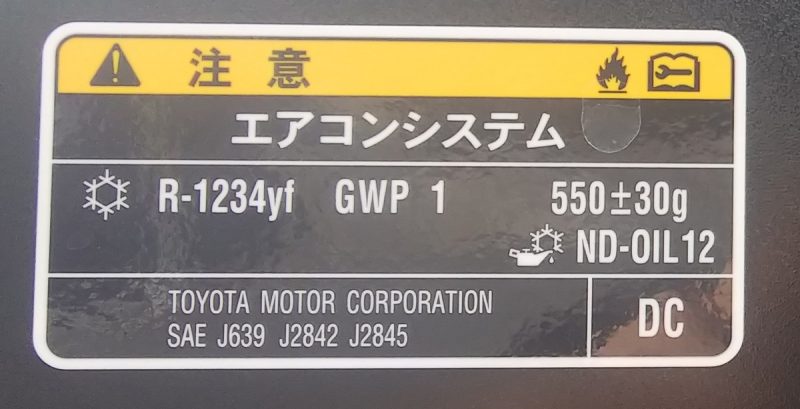 注意
エアコンシステム
R-1234yf GWP 1 550±30g
ND-OIL12
TOYOTA MOTOR CORPORATION
SAE J639 J2842 J2845
DC